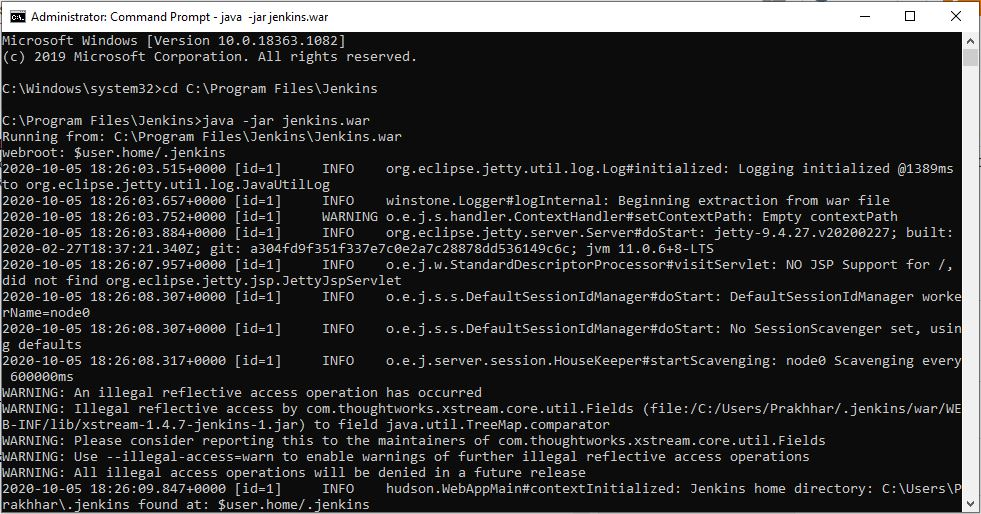 Administrator: Command Prompt - java  -jar jenkins.war
Microsoft Windows [Version 10.0.18363.1082]
(c) 2019 Microsoft Corporation. All rights reserved.
C:\Windows\system32>cd C:\Program Files\Jenkins
C:\Program Files\Jenkins>java -jar jenkins.war
Running from: C:\Program Files\Jenkins\Jenkins.war
webroot: $user.home/.jenkins
2020-10-05 18:26:03.515+0000 [id=1]     INFO    org.eclipse.jetty.util.log.Log#initialized: Logging initialized @1389ms
to org.eclipse.jetty.util.log.JavaUtilLog
2020-10-05 18:26:03.657+0000 [id=1]     INFO    winstone.Logger#logInternal: Beginning extraction from war file
2020-10-05 18:26:03.752+0000 [id=1]     WARNING o.e.j.s.handler.ContextHandler#setContextPath: Empty contextPath
2020-10-05 18:26:03.884+0000 [id=1]     INFO    org.eclipse.jetty.server.Server#doStart: jetty-9.4.27.v20200227; built:
2020-02-27T18:37:21.340Z; git: a304fd9f351f337e7c0e2a7c28878dd536149c6c; jvm 11.0.6+8-LTS
2020-10-05 18:26:07.957+0000 [id=1]     INFO    o.e.j.w.StandardDescriptorProcessor#visitServlet: NO JSP Support for /,
did not find org.eclipse.jetty.jsp.JettyJspServlet
2020-10-05 18:26:08.307+0000 [id=1]     INFO    o.e.j.s.s.DefaultSessionIdManager#doStart: DefaultSessionIdManager worke
rName=node0
2020-10-05 18:26:08.307+0000 [id=1]     INFO    o.e.j.s.s.DefaultSessionIdManager#doStart: No SessionScavenger set, usin
g defaults
2020-10-05 18:26:08.317+0000 [id=1]     INFO    o.e.j.server.session.HouseKeeper#startScavenging: node0 Scavenging every
 600000ms
WARNING: An illegal reflective access operation has occurred
WARNING: Illegal reflective access by com.thoughtworks.xstream.core.util.Fields (file:/C:/Users/Prakhhar/.jenkins/war/WE
B-INF/lib/xstream-1.4.7-jenkins-1.jar) to field java.util.TreeMap.comparator
WARNING: Please consider reporting this to the maintainers of com.thoughtworks.xstream.core.util.Fields
WARNING: Use --illegal-access=warn to enable warnings of further illegal reflective access operations
WARNING: All illegal access operations will be denied in a future release
2020-10-05 18:26:09.847+0000 [id=1]     INFO    hudson.WebAppMain#contextInitialized: Jenkins home directory: C:\Users\P
rakhhar\.jenkins found at: $user.home/.jenkins